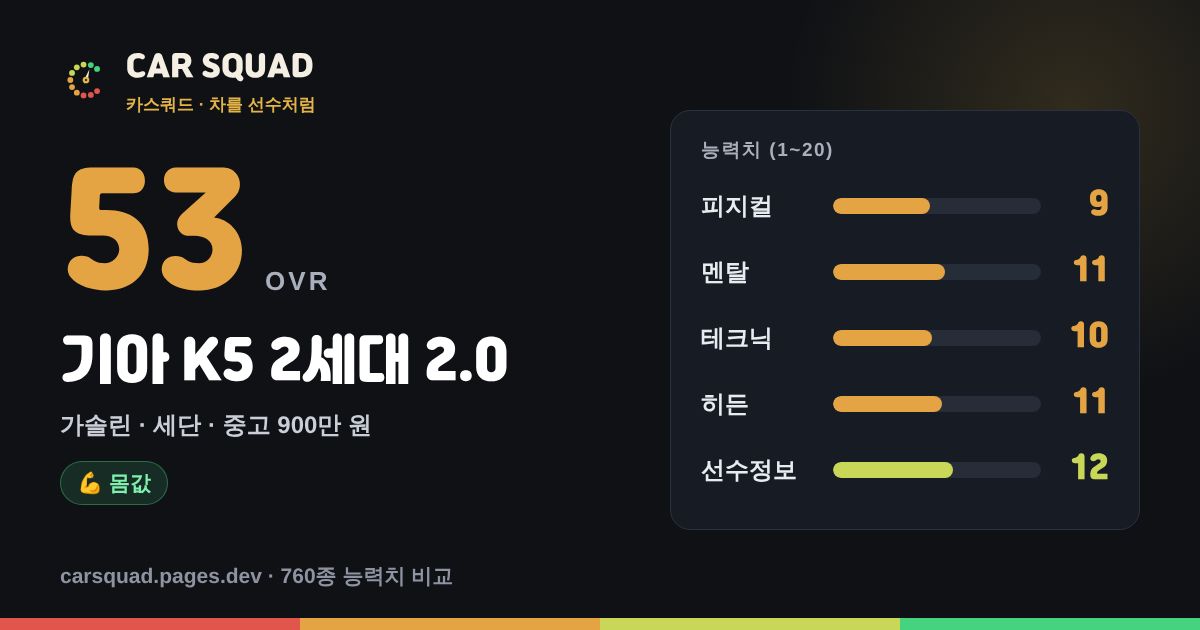 CAR SQUAD
카스쿼드 · 차를 선수처럼
53 OVR
기아 K5 2세대 2.0
가솔린 · 세단 · 중고 900만 원
💪 몸값
carsquad.pages.dev · 760종 능력치 비교
능력치 (1~20)
피지컬 9
멘탈 11
테크닉 10
히든 11
선수정보 12